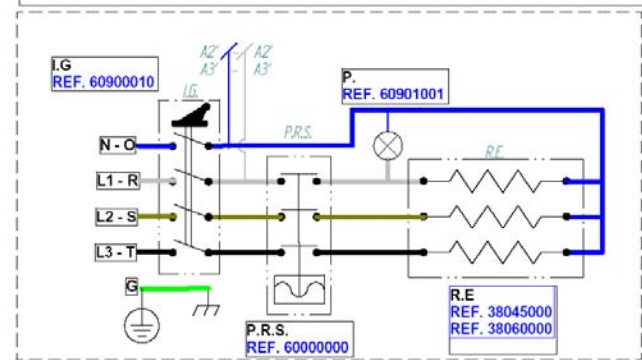 A2' A2'
A3' - A3'
I.G
REF. 60900010
I.G.
P.
REF. 60901001
P.R.S.
N - O
R.E.
L1 - R
L2 - S
L3 - T
G
P.R.S.
REF. 60000000
R.E
REF. 38045000
REF. 38060000